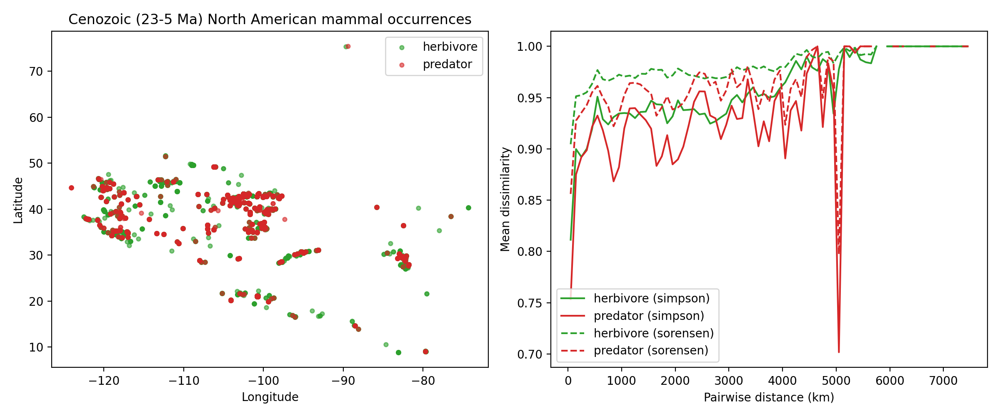 Cenozoic (23-5 Ma) North American mammal occurrences
herbivore
predator
70
60
50
40
30
20
10
Latitude
−120
−110
−100
−90
−80
Longitude
1.00
0.95
0.90
0.85
0.80
0.75
0.70
Mean dissimilarity
herbivore (simpson)
predator (simpson)
herbivore (sorensen)
predator (sorensen)
0
1000
2000
3000
4000
5000
6000
7000
Pairwise distance (km)